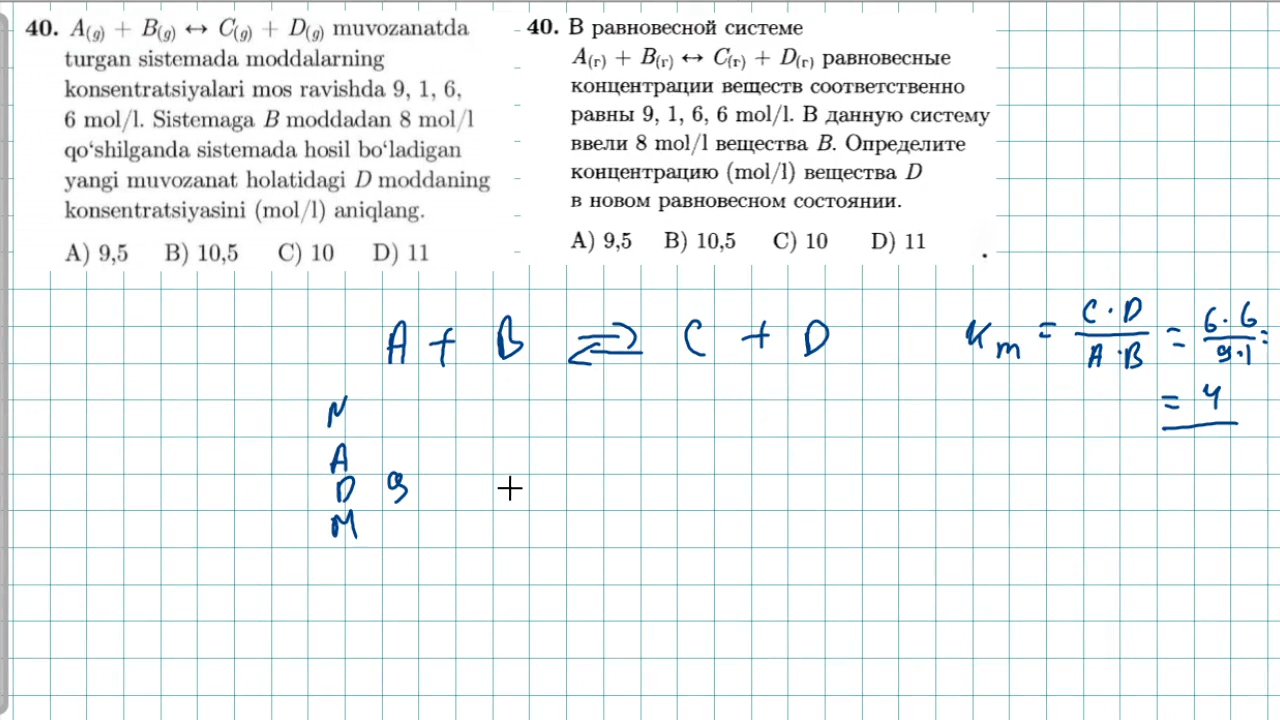 40. A(g) + B(g) ↔ C(g) + D(g) muvozanatda
turgan sistemada moddalarning
konsentratsiyalari mos ravishda 9, 1, 6,
6 mol/l. Sistemaga B moddadan 8 mol/l
qo‘shilganda sistemada hosil bo‘ladigan
yangi muvozanat holatidagi D moddaning
konsentratsiyasini (mol/l) aniqlang.
A) 9,5 B) 10,5 C) 10 D) 11
40. В равновесной системе
A(г) + B(г) ↔ C(г) + D(г) равновесные
концентрации веществ соответственно
равны 9, 1, 6, 6 mol/l. В данную систему
ввели 8 mol/l вещества B. Определите
концентрацию (mol/l) вещества D
в новом равновесном состоянии.
A) 9,5 B) 10,5 C) 10 D) 11
A + B ⇌ C + D
Km = C·D / A·B = 6·6 / 9·1 =
= 4
N
A
D 9
M